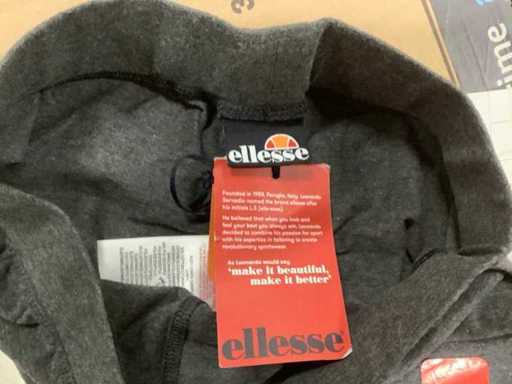 3
ime
ellesse
Founded in 1959, Perugia, Italy. Leonardo
Servadio named the brand ellesse after
his initials L.S (elle-esse).
He believed that when you look and
feel your best you always win. Leonardo
decided to combine his passion for sport
with his expertise in tailoring to create
revolutionary sportswear.
As Leonardo would say
'make it beautiful,
make it better'
ellesse